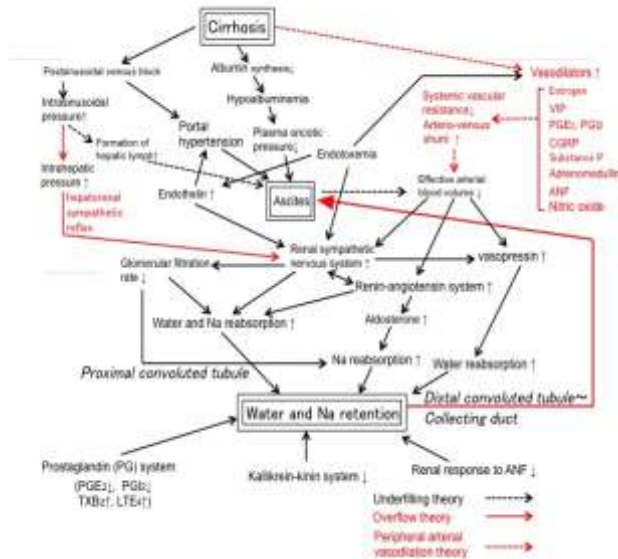 Cirrhosis
Postsinusoidal venous block
Albumin synthesis↓
Vasodilators ↑
Intrasinusoidal
pressure↑
Hypoalbuminemia
Systemic vascular
resistance↓
Arterio-venous
shunt ↑
Estrogen
VIP
PGE₂, PGI₂
CGRP
Substance P
Adrenomedullin
ANF
Nitric oxide
Formation of
hepatic lymph↑
Portal
hypertension
Plasma oncotic
pressure↓
Endotoxemia
Intrahepatic
pressure ↑
hepatorenal
sympathetic
reflex
Endothelin ↑
Ascites
Effective arterial
blood volume ↓
Renal sympathetic
nervous system ↑
vasopressin ↑
Glomerular filtration
rate ↓
Renin-angiotensin system ↑
Water and Na reabsorption ↑
Aldosterone ↑
Na reabsorption ↑
Water reabsorption ↑
Proximal convoluted tubule
Distal convoluted tubule~
Collecting duct
Water and Na retention
Prostaglandin (PG) system
(PGE₂↓, PGI₂↓
TXB₂↑, LTE₄↑)
Kallikrein-kinin system ↓
Renal response to ANF ↓
Underfilling theory
Overflow theory
Peripheral arterial
vasodilation theory